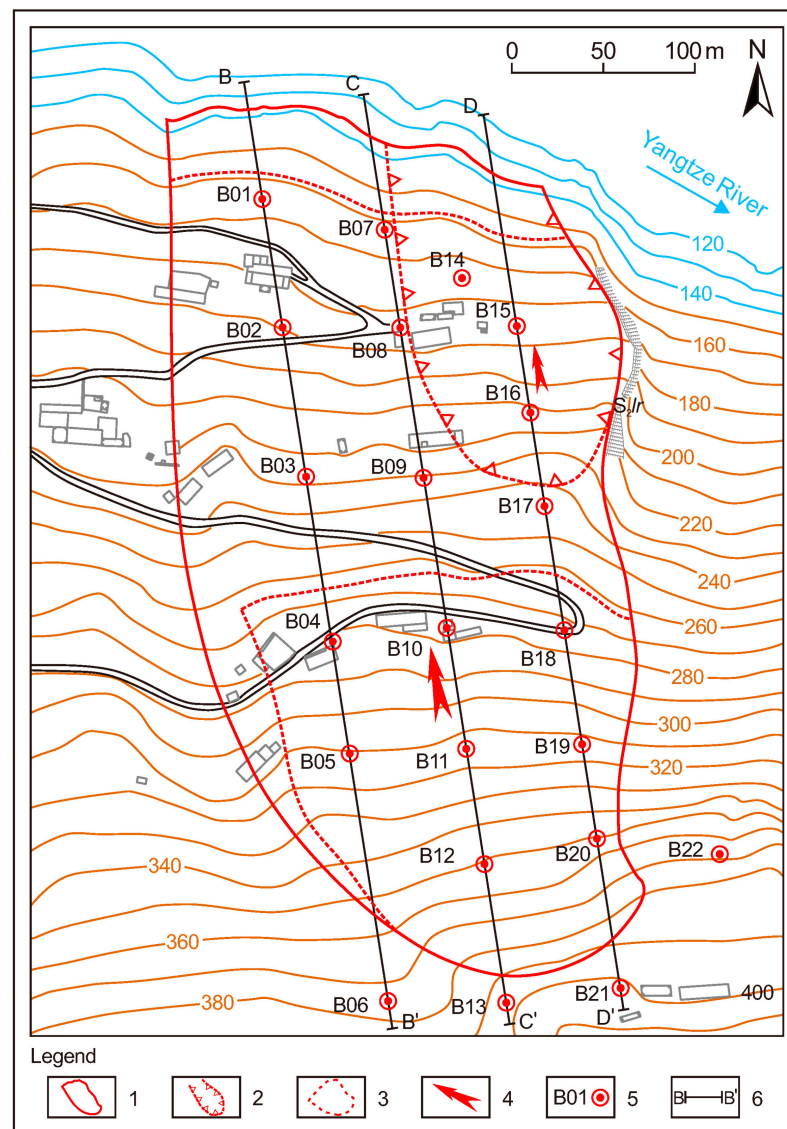 0 50 100 m
N
B
C
D
Yangtze River
120
140
160
180
200
220
240
260
280
300
320
340
360
380
400
B01
B07
B14
B02
B08
B15
B16
S₂lr
B03
B09
B17
B04
B10
B18
B05
B11
B19
B12
B20
B22
B06
B13
B21
B'
C'
D'
Legend
1
2
3
4
B01 5
B B' 6